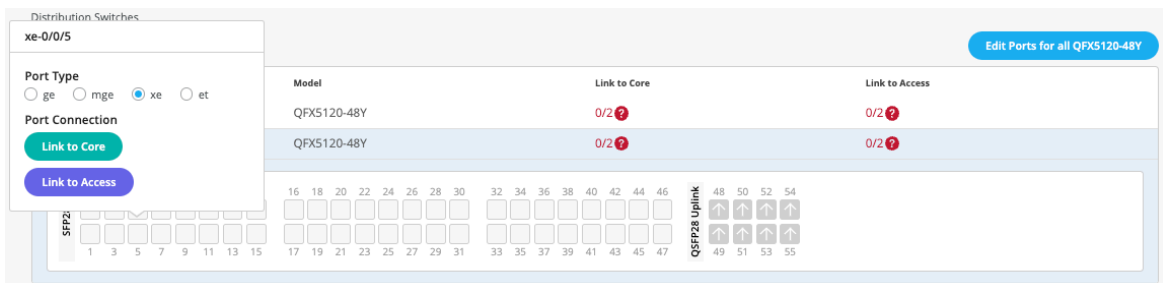 Distribution Switches
xe-0/0/5
Edit Ports for all QFX5120-48Y
Port Type
ge mge xe et
Port Connection
Link to Core
Link to Access
Model Link to Core Link to Access
QFX5120-48Y 0/2? 0/2?
QFX5120-48Y 0/2? 0/2?
16 18 20 22 24 26 28 30 32 34 36 38 40 42 44 46 48 50 52 54
SFP28
QSFP28 Uplink
1 3 5 7 9 11 13 15 17 19 21 23 25 27 29 31 33 35 37 39 41 43 45 47 49 51 53 55